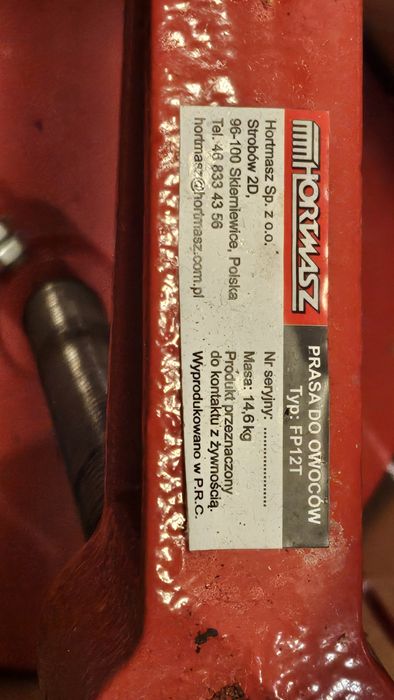 HORTMASZ
PRASA DO OWOCÓW
Typ: FP12T
Hortmasz Sp. z o.o.
Strobów 2D,
96-100 Skierniewice, Polska
Tel. 46 833 43 56
hortmasz@hortmasz.com.pl
Nr seryjny: ........................
Masa: 14,6 kg
Produkt przeznaczony
do kontaktu z żywnością.
Wyprodukowano w P.R.C.